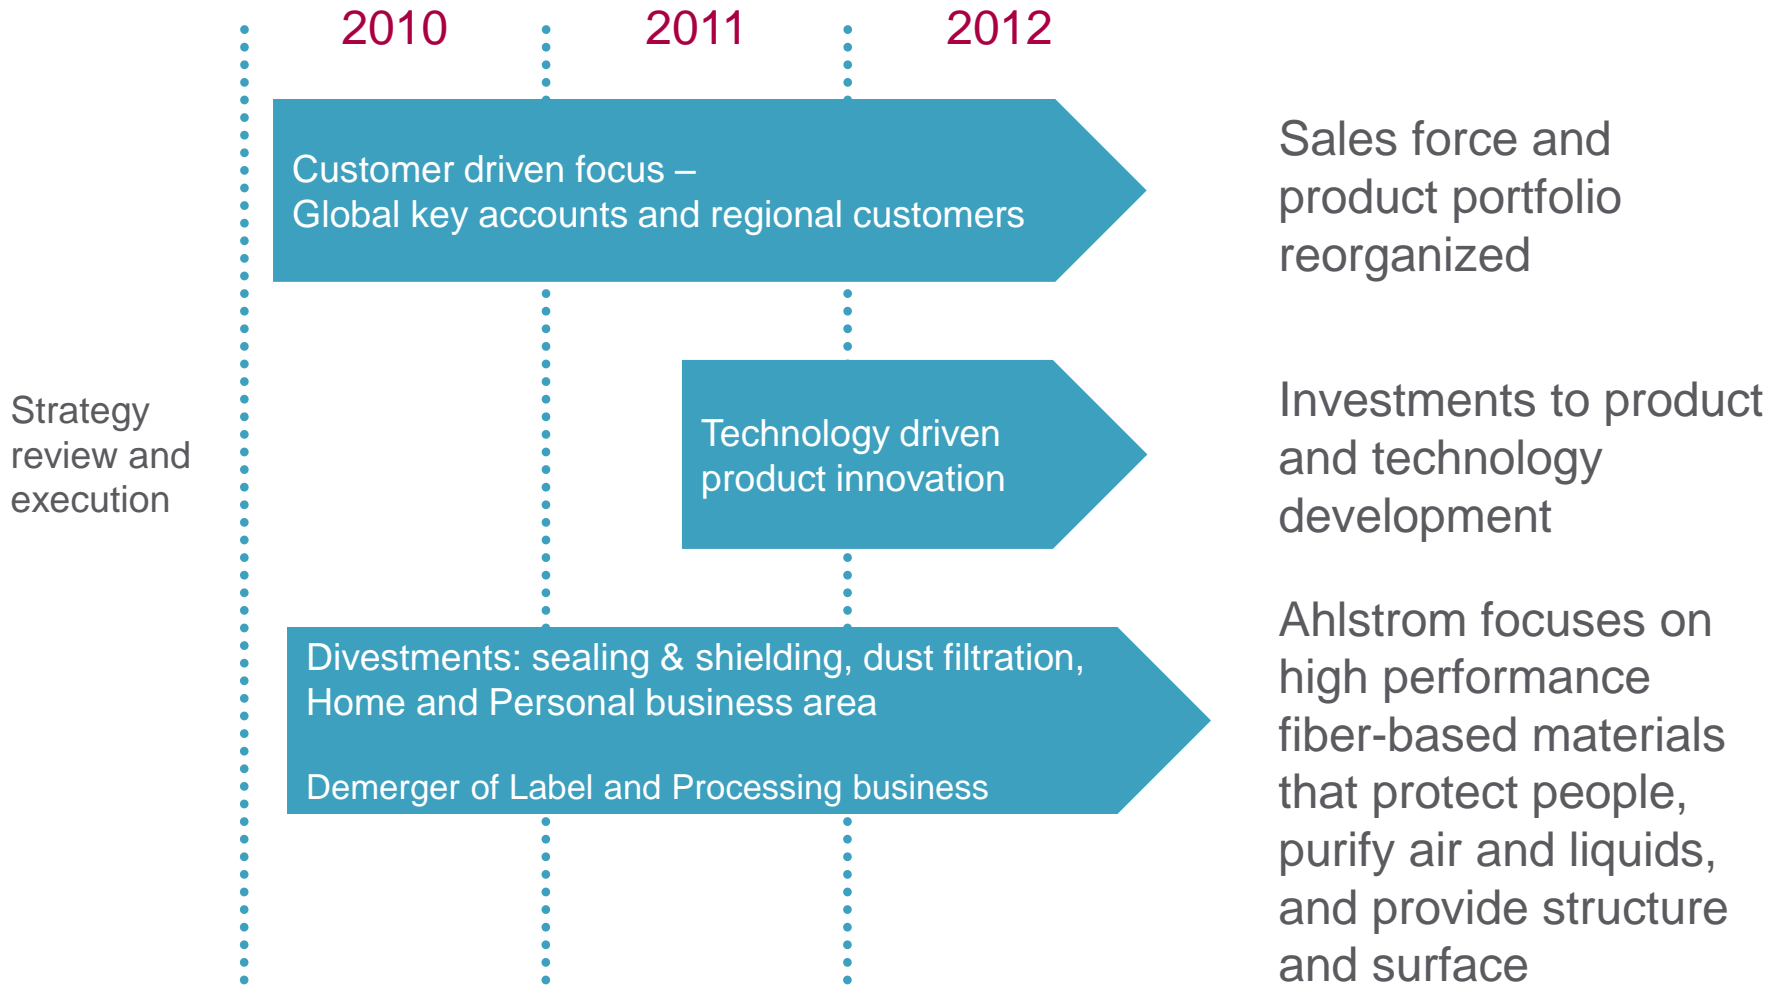 2010
2011
2012
Customer driven focus –
Global key accounts and regional customers
Sales force and
product portfolio
reorganized
Strategy
review and
execution
Technology driven
product innovation
Investments to product
and technology
development
Divestments: sealing & shielding, dust filtration,
Home and Personal business area
Demerger of Label and Processing business
Ahlstrom focuses on
high performance
fiber-based materials
that protect people,
purify air and liquids,
and provide structure
and surface